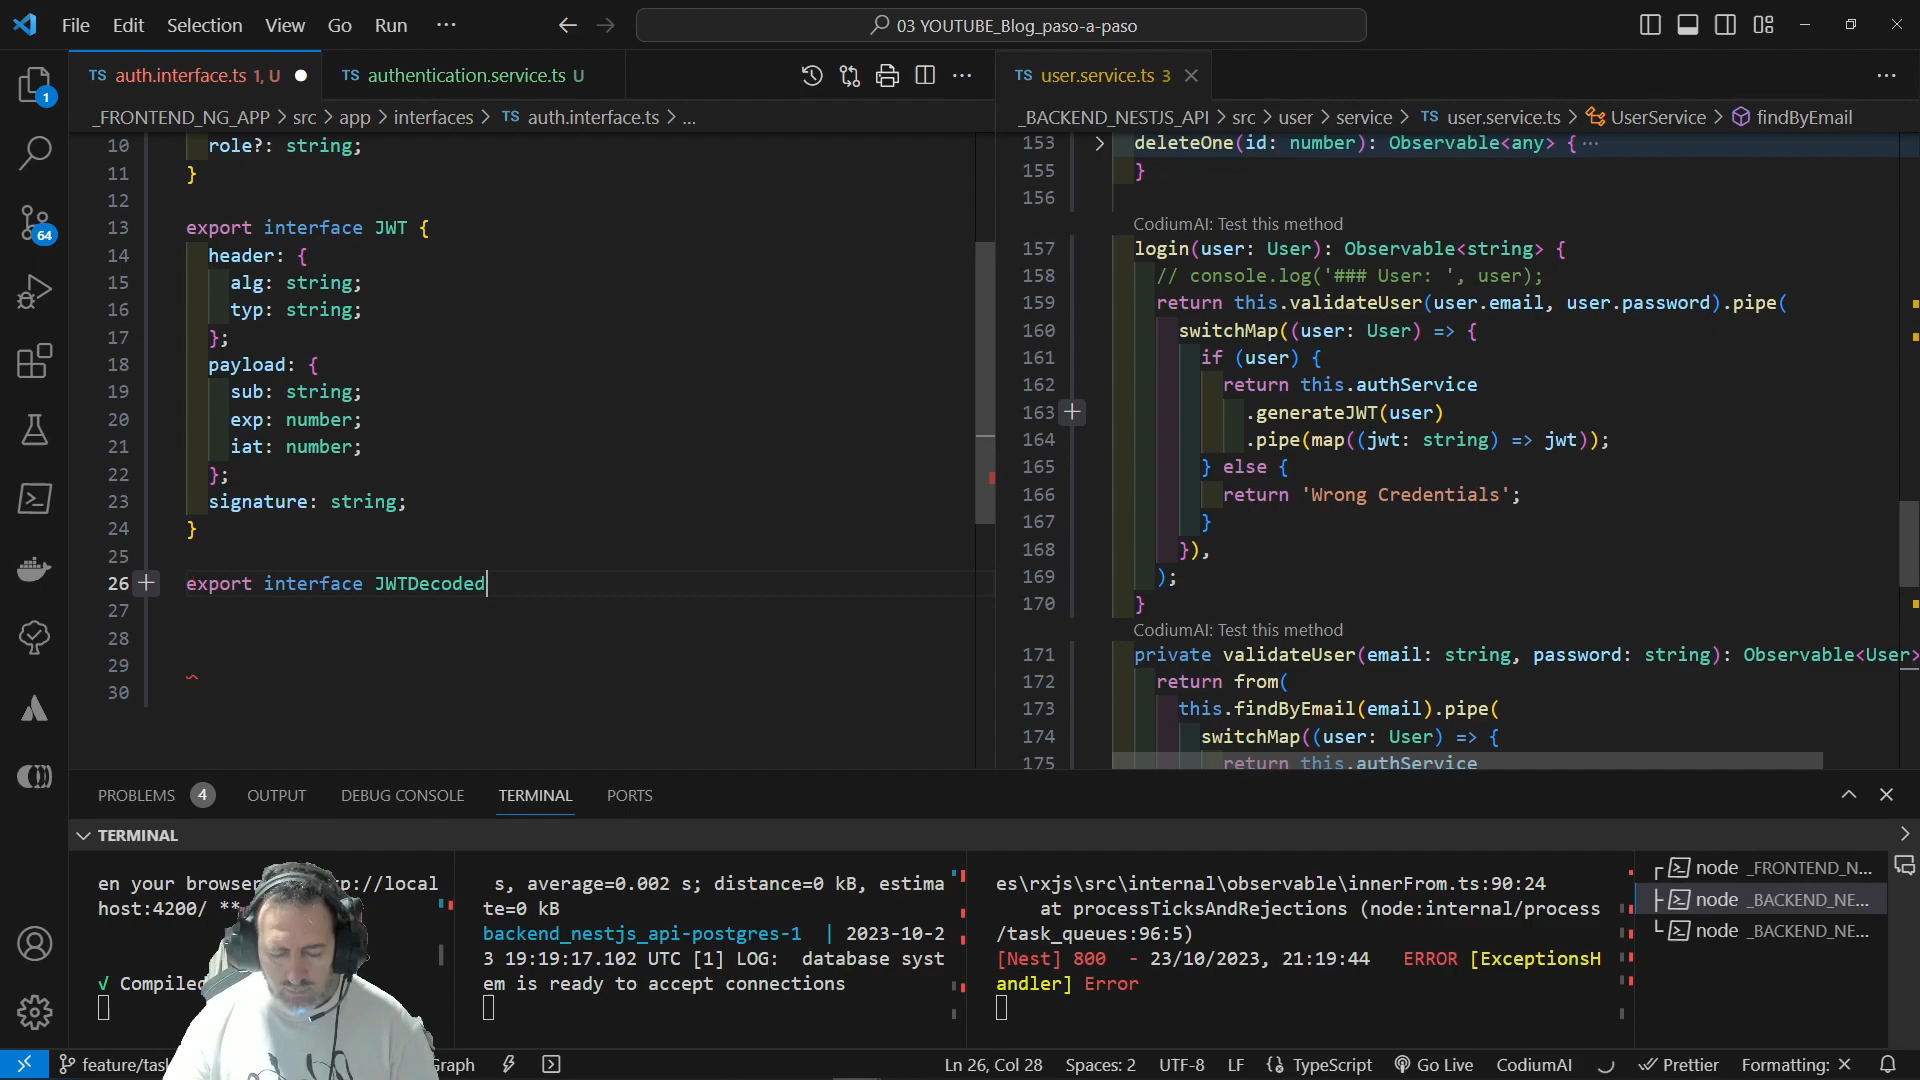 File Edit Selection View Go Run ···
03 YOUTUBE_Blog_paso-a-paso
TS auth.interface.ts 1, U
TS authentication.service.ts U
TS user.service.ts 3
_FRONTEND_NG_APP > src > app > interfaces > TS auth.interface.ts > ...
_BACKEND_NESTJS_API > src > user > service > TS user.service.ts > UserService > findByEmail
10 role?: string;
11 }
12
13 export interface JWT {
14 header: {
15 alg: string;
16 typ: string;
17 };
18 payload: {
19 sub: string;
20 exp: number;
21 iat: number;
22 };
23 signature: string;
24 }
25
26 export interface JWTDecoded
27
28
29
30
153 deleteOne(id: number): Observable<any> { ···
155 }
156
CodiumAI: Test this method
157 login(user: User): Observable<string> {
158 // console.log('### User: ', user);
159 return this.validateUser(user.email, user.password).pipe(
160 switchMap((user: User) => {
161 if (user) {
162 return this.authService
163 .generateJWT(user)
164 .pipe(map((jwt: string) => jwt));
165 } else {
166 return 'Wrong Credentials';
167 }
168 }),
169 );
170 }
CodiumAI: Test this method
171 private validateUser(email: string, password: string): Observable<User>
172 return from(
173 this.findByEmail(email).pipe(
174 switchMap((user: User) => {
175 return this.authService
1
64
PROBLEMS 4 OUTPUT DEBUG CONSOLE TERMINAL PORTS
TERMINAL
en your browser
p://local
host:4200/ **
√ Compiled
s, average=0.002 s; distance=0 kB, estima
te=0 kB
backend_nestjs_api-postgres-1 | 2023-10-2
3 19:19:17.102 UTC [1] LOG: database syst
em is ready to accept connections
es\rxjs\src\internal\observable\innerFrom.ts:90:24
at processTicksAndRejections (node:internal/process
/task_queues:96:5)
[Nest] 800 - 23/10/2023, 21:19:44 ERROR [ExceptionsH
andler] Error
node _FRONTEND_N...
node _BACKEND_NE...
node _BACKEND_NE...
feature/tas
Graph
Ln 26, Col 28 Spaces: 2 UTF-8 LF TypeScript Go Live CodiumAI Prettier Formatting: ×